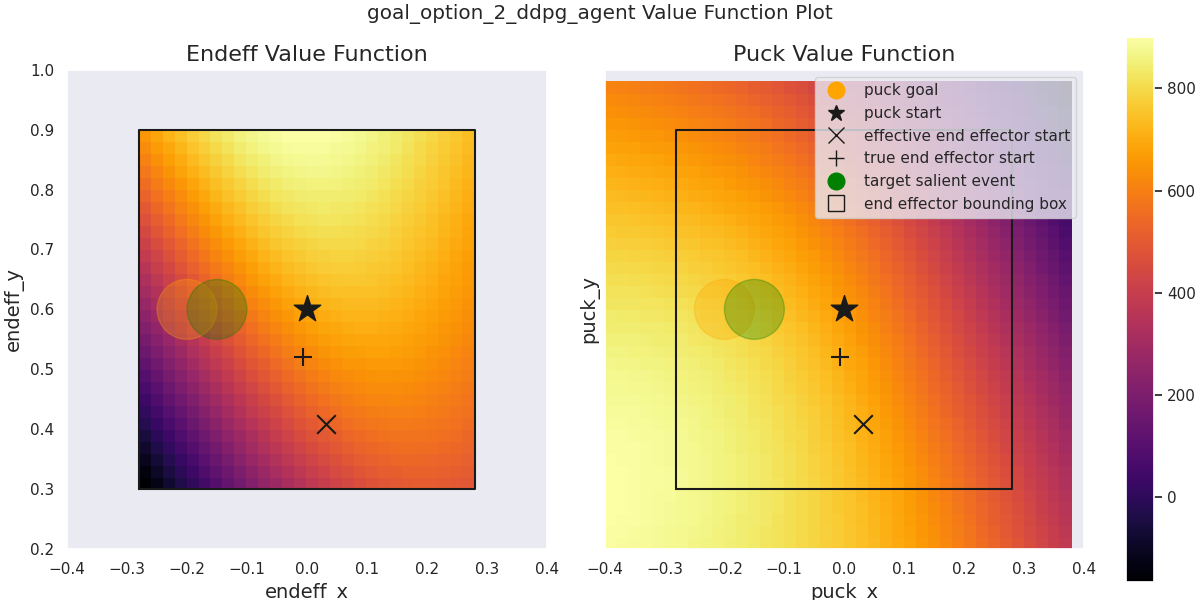 goal_option_2_ddpg_agent Value Function Plot
Endeff Value Function
1.0
0.9
0.8
0.7
0.6
0.5
0.4
0.3
0.2
endeff_y
−0.4 −0.3 −0.2 −0.1 0.0 0.1 0.2 0.3 0.4
endeff_x
Puck Value Function
puck goal
puck start
effective end effector start
true end effector start
target salient event
end effector bounding box
puck_y
−0.4 −0.3 −0.2 −0.1 0.0 0.1 0.2 0.3 0.4
puck_x
800
600
400
200
0